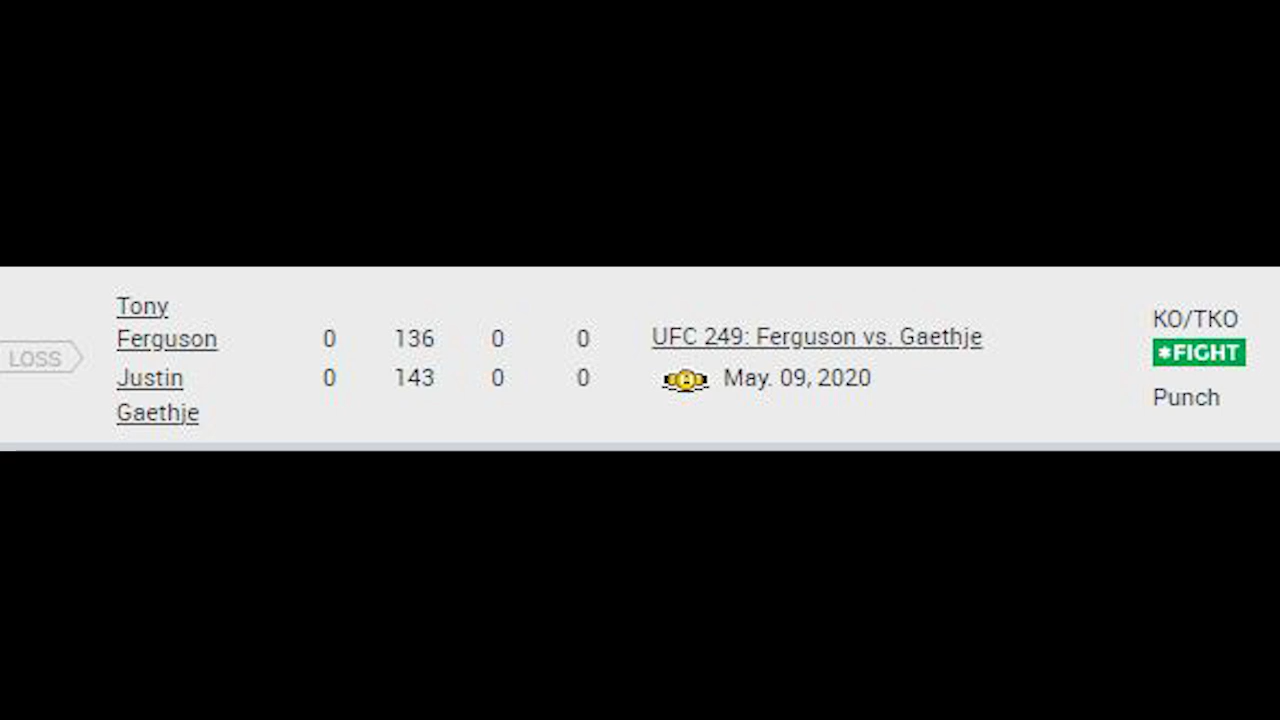 LOSS
Tony
Ferguson 0 136 0 0
Justin 0 143 0 0
Gaethje
UFC 249: Ferguson vs. Gaethje
May. 09, 2020
KO/TKO
*FIGHT
Punch